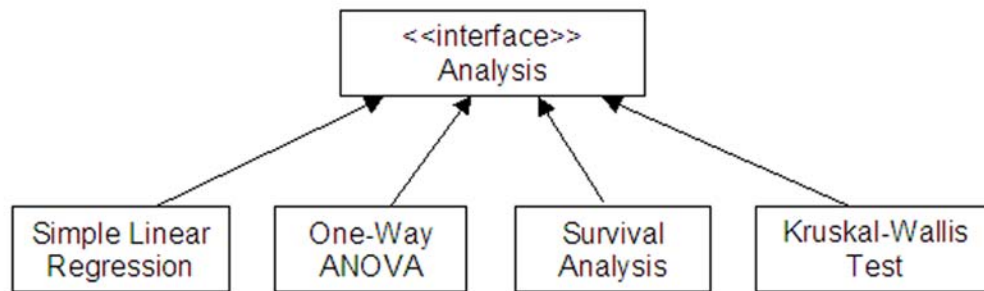 <<interface>>
Analysis
Simple Linear
Regression
One-Way
ANOVA
Survival
Analysis
Kruskal-Wallis
Test